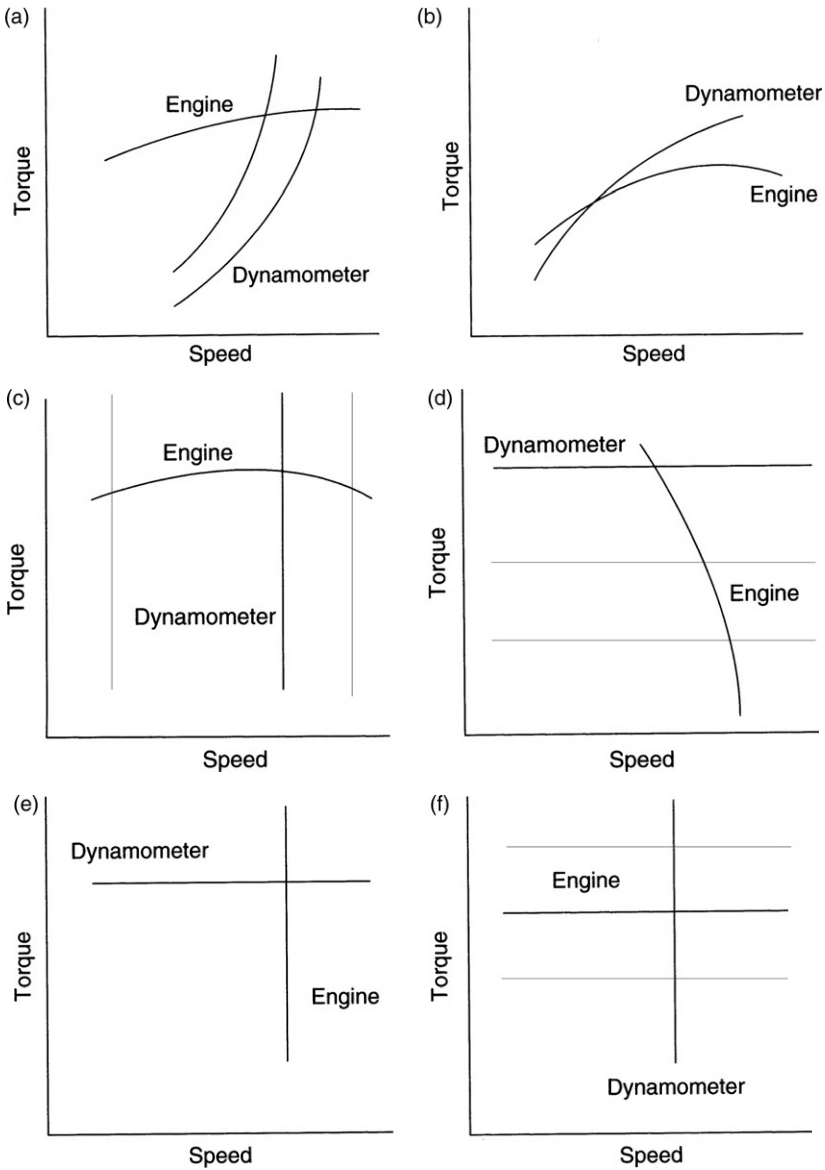 (a)
Torque
Engine
Dynamometer
Speed
(b)
Torque
Dynamometer
Engine
Speed
(c)
Torque
Engine
Dynamometer
Speed
(d)
Torque
Dynamometer
Engine
Speed
(e)
Torque
Dynamometer
Engine
Speed
(f)
Torque
Engine
Dynamometer
Speed